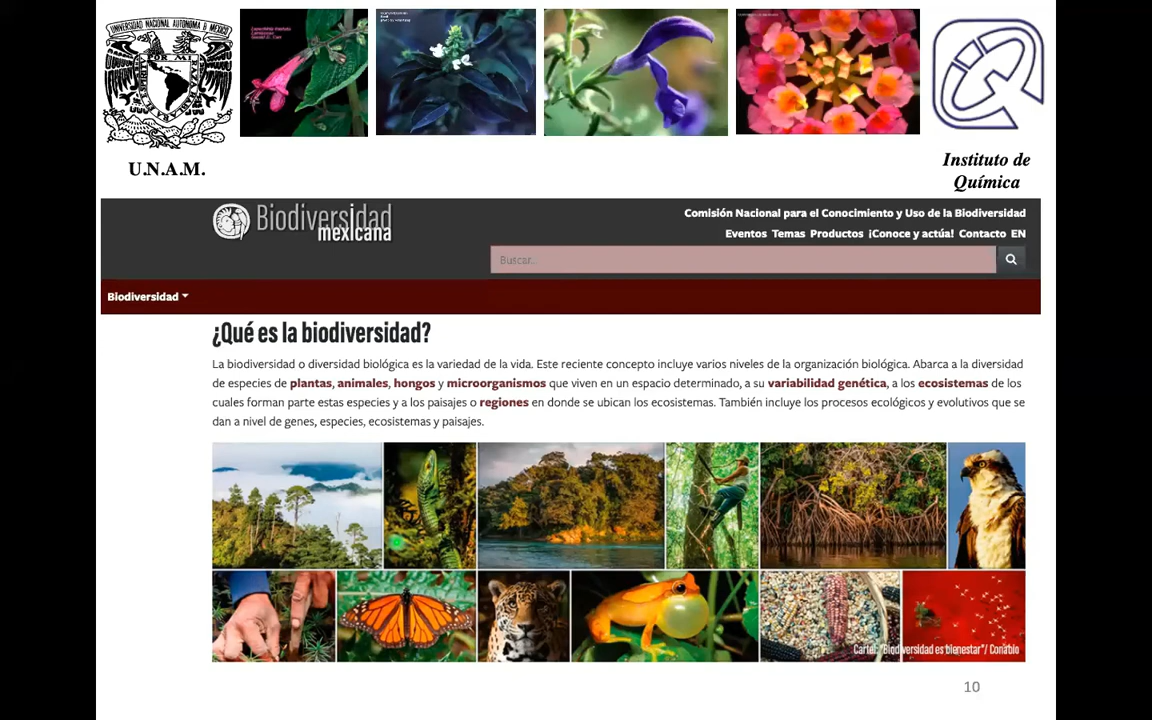 UNIVERSIDAD NACIONAL AUTONOMA DE MEXICO
U.N.A.M.
Instituto de
Química
Biodiversidad
mexicana
Comisión Nacional para el Conocimiento y Uso de la Biodiversidad
Eventos Temas Productos ¡Conoce y actúa! Contacto EN
Buscar...
Biodiversidad
¿Qué es la biodiversidad?
La biodiversidad o diversidad biológica es la variedad de la vida. Este reciente concepto incluye varios niveles de la organización biológica. Abarca a la diversidad
de especies de plantas, animales, hongos y microorganismos que viven en un espacio determinado, a su variabilidad genética, a los ecosistemas de los
cuales forman parte estas especies y a los paisajes o regiones en donde se ubican los ecosistemas. También incluye los procesos ecológicos y evolutivos que se
dan a nivel de genes, especies, ecosistemas y paisajes.
Cartel: "Biodiversidad es bienestar"/ Conabio
10